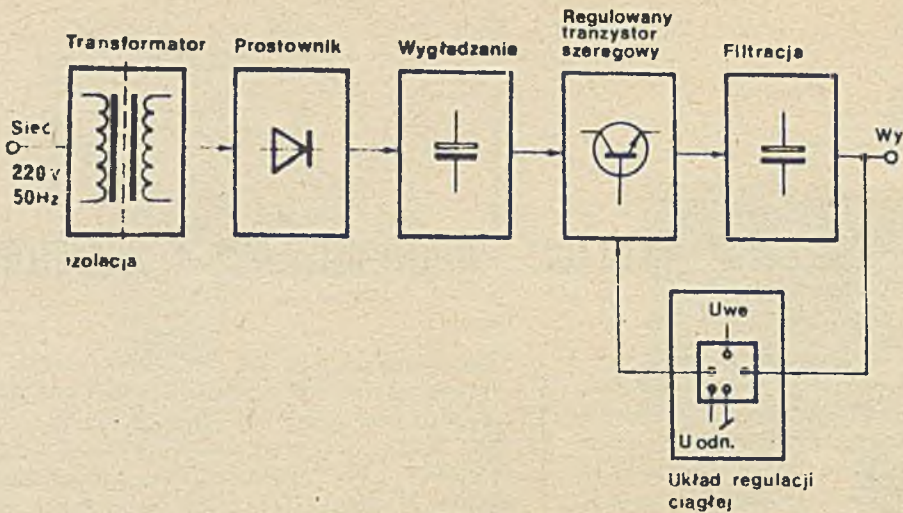 Transformator
Prostownik
Wygładzanie
Regulowany
tranzystor
szeregowy
Filtracja
Sieć
220 V
50Hz
Wy
izolacja
Uwe
U odn.
Układ regulacji
ciągłej